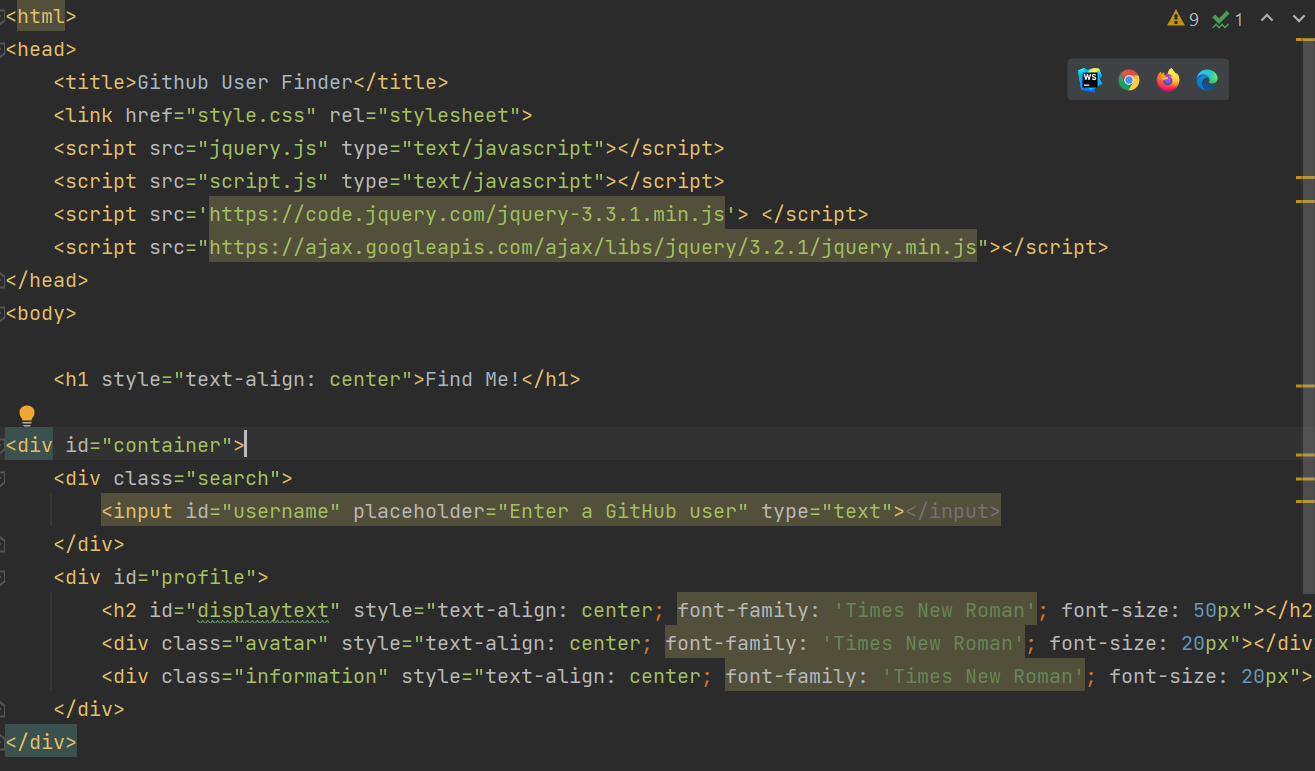 <html>
9 1
<head>
<title>Github User Finder</title>
WS
<link href="style.css" rel="stylesheet">
<script src="jquery.js" type="text/javascript"></script>
<script src="script.js" type="text/javascript"></script>
<script src='https://code.jquery.com/jquery-3.3.1.min.js'> </script>
<script src="https://ajax.googleapis.com/ajax/libs/jquery/3.2.1/jquery.min.js"></script>
</head>
<body>
<h1 style="text-align: center">Find Me!</h1>
<div id="container">
<div class="search">
<input id="username" placeholder="Enter a GitHub user" type="text"></input>
</div>
<div id="profile">
<h2 id="displaytext" style="text-align: center; font-family: 'Times New Roman'; font-size: 50px"></h2
<div class="avatar" style="text-align: center; font-family: 'Times New Roman'; font-size: 20px"></div
<div class="information" style="text-align: center; font-family: 'Times New Roman'; font-size: 20px">
</div>
</div>